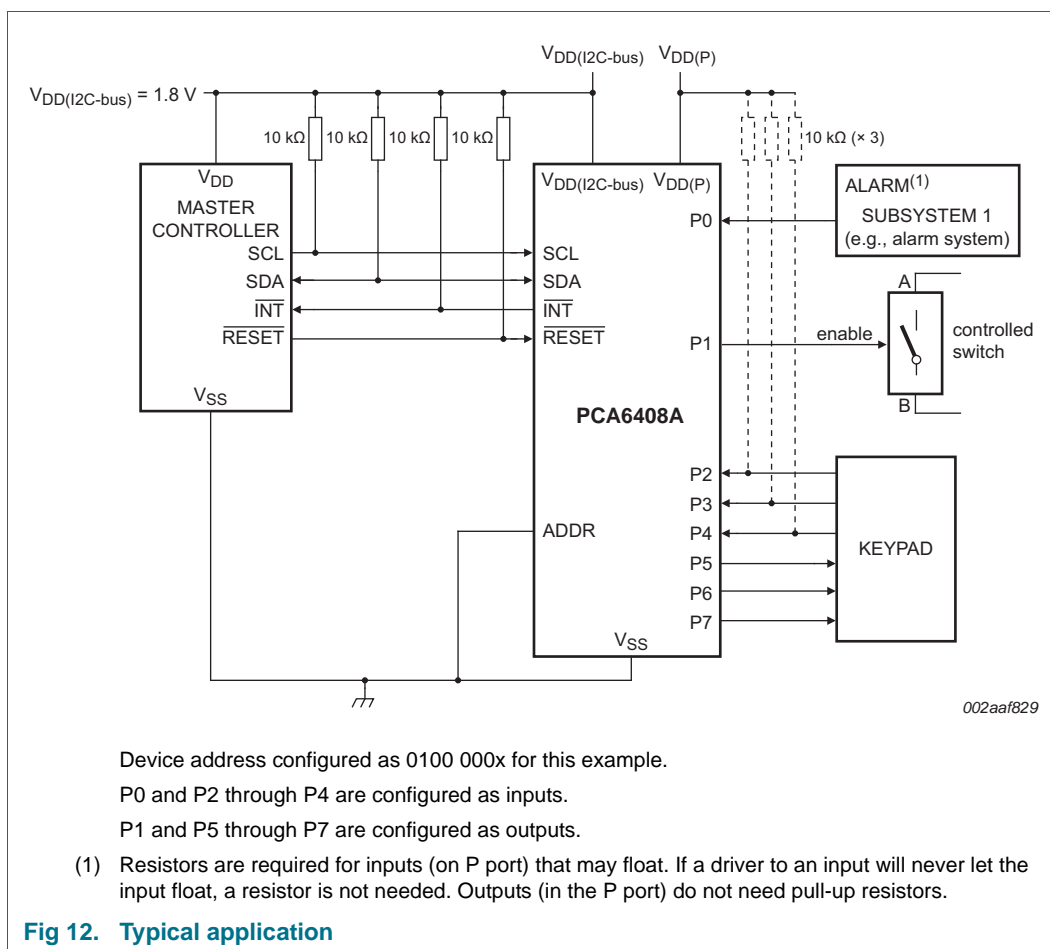 VDD(I2C-bus) VDD(P)
VDD(I2C-bus) = 1.8 V
10 kΩ 10 kΩ 10 kΩ 10 kΩ
10 kΩ (× 3)
VDD
MASTER
CONTROLLER
SCL
SDA
INT
RESET
VSS
VDD(I2C-bus) VDD(P)
SCL
SDA
INT
RESET
PCA6408A
ADDR
VSS
P0
P1
P2
P3
P4
P5
P6
P7
ALARM(1)
SUBSYSTEM 1
(e.g., alarm system)
A
enable
controlled
switch
B
KEYPAD
002aaf829
Device address configured as 0100 000x for this example.
P0 and P2 through P4 are configured as inputs.
P1 and P5 through P7 are configured as outputs.
(1) Resistors are required for inputs (on P port) that may float. If a driver to an input will never let the
input float, a resistor is not needed. Outputs (in the P port) do not need pull-up resistors.
Fig 12. Typical application